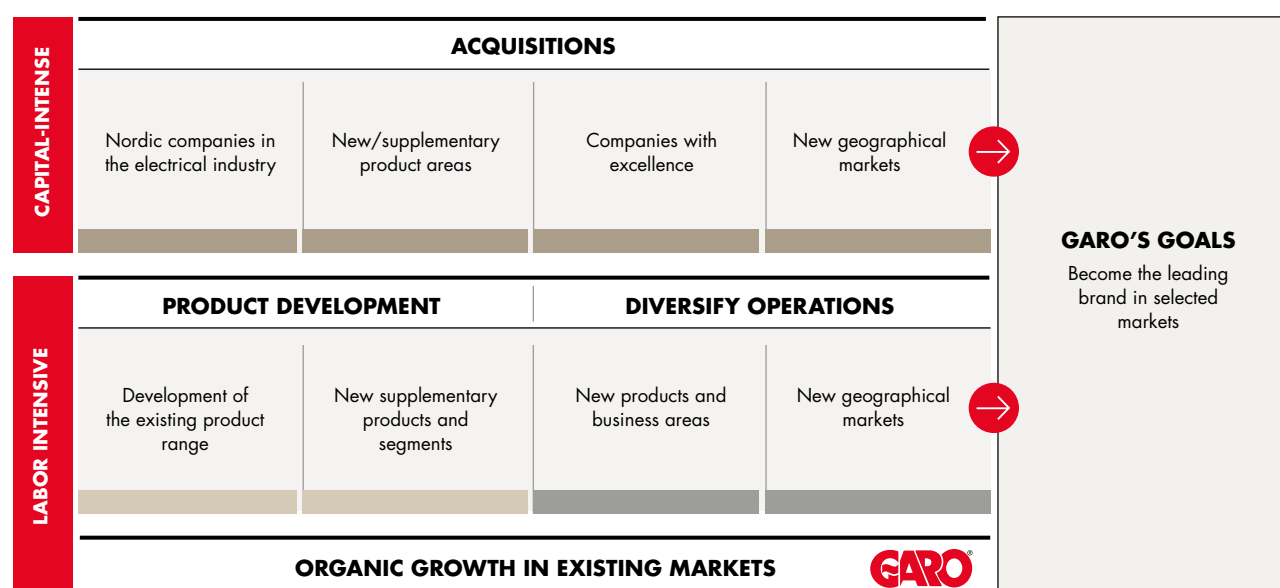 CAPITAL-INTENSE
ACQUISITIONS
Nordic companies in
the electrical industry
New/supplementary
product areas
Companies with
excellence
New geographical
markets
LABOR INTENSIVE
PRODUCT DEVELOPMENT
DIVERSIFY OPERATIONS
Development of
the existing product
range
New supplementary
products and
segments
New products and
business areas
New geographical
markets
ORGANIC GROWTH IN EXISTING MARKETS
GARO®
GARO’S GOALS
Become the leading
brand in selected
markets